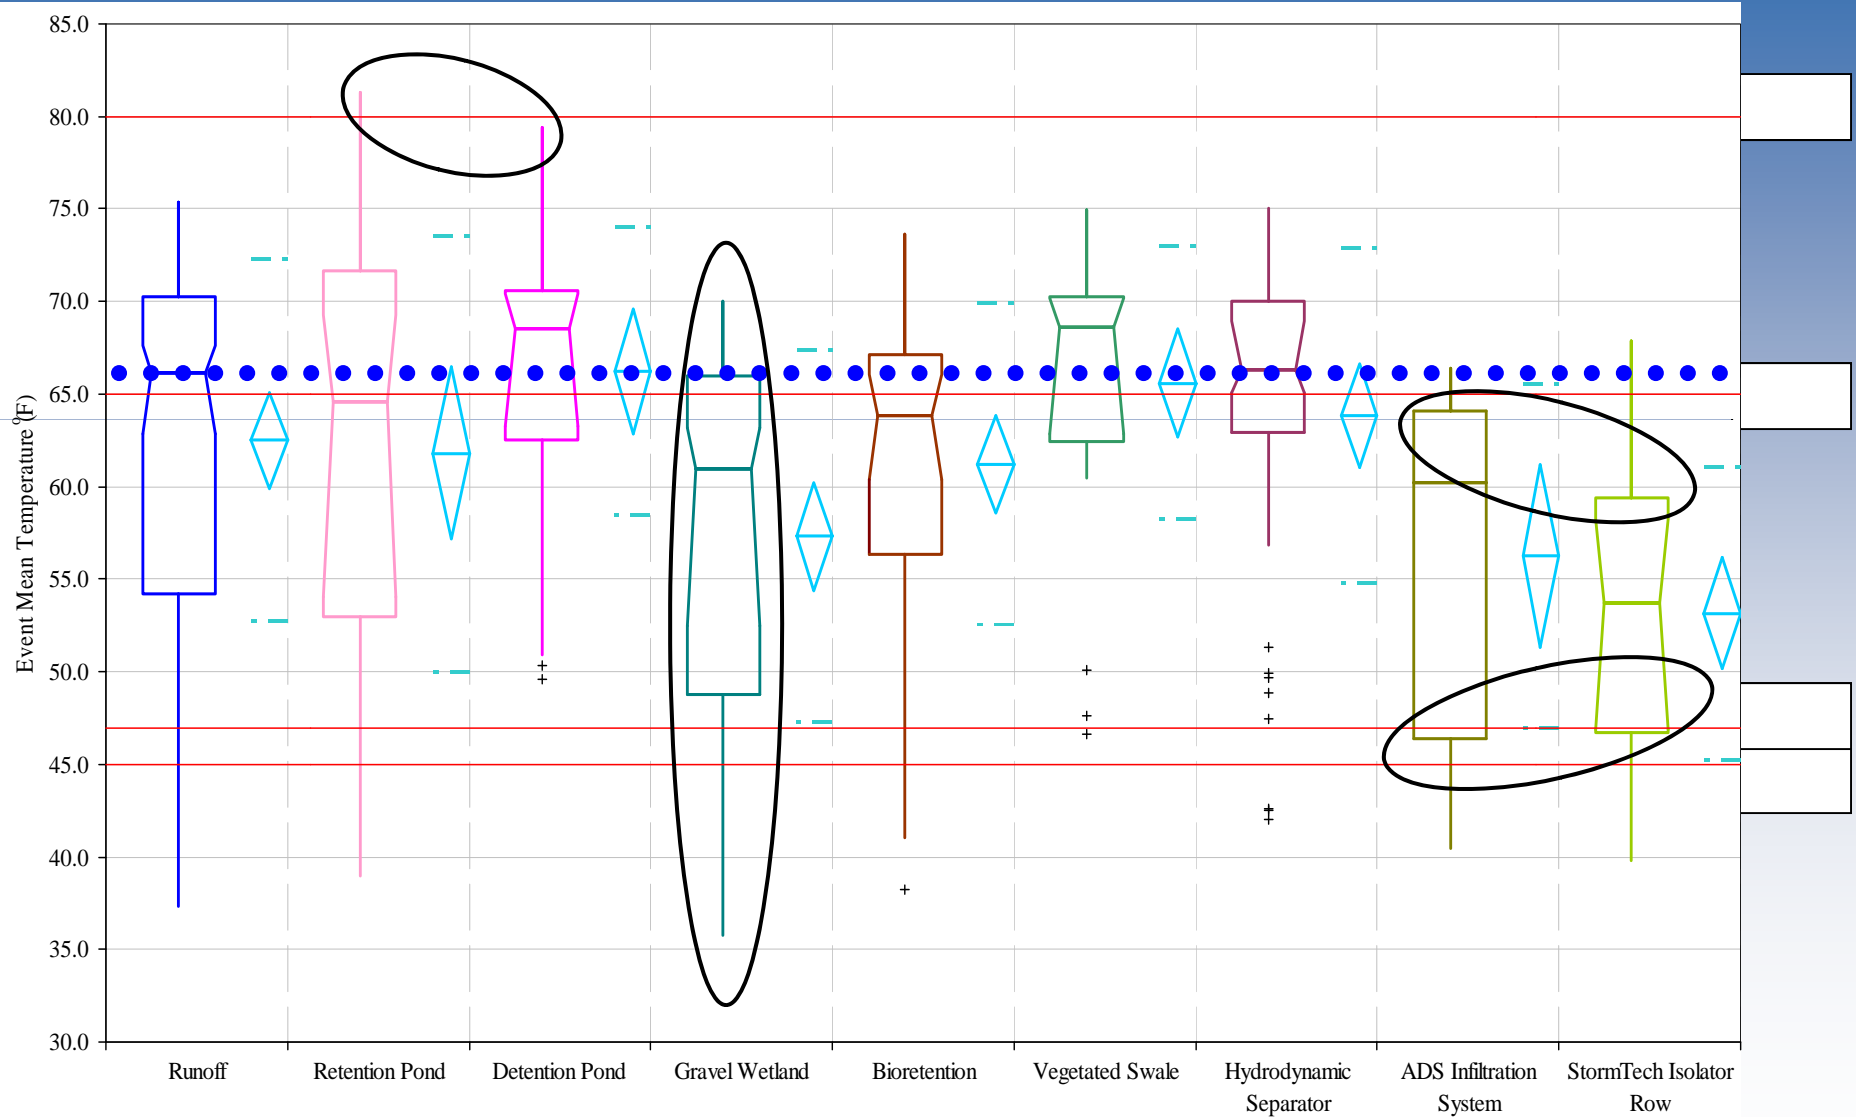 85.0
80.0
75.0
70.0
65.0
60.0
55.0
50.0
45.0
40.0
35.0
30.0
Event Mean Temperature (°F)
Runoff
Retention Pond
Detention Pond
Gravel Wetland
Bioretention
Vegetated Swale
Hydrodynamic
Separator
ADS Infiltration
System
StormTech Isolator
Row